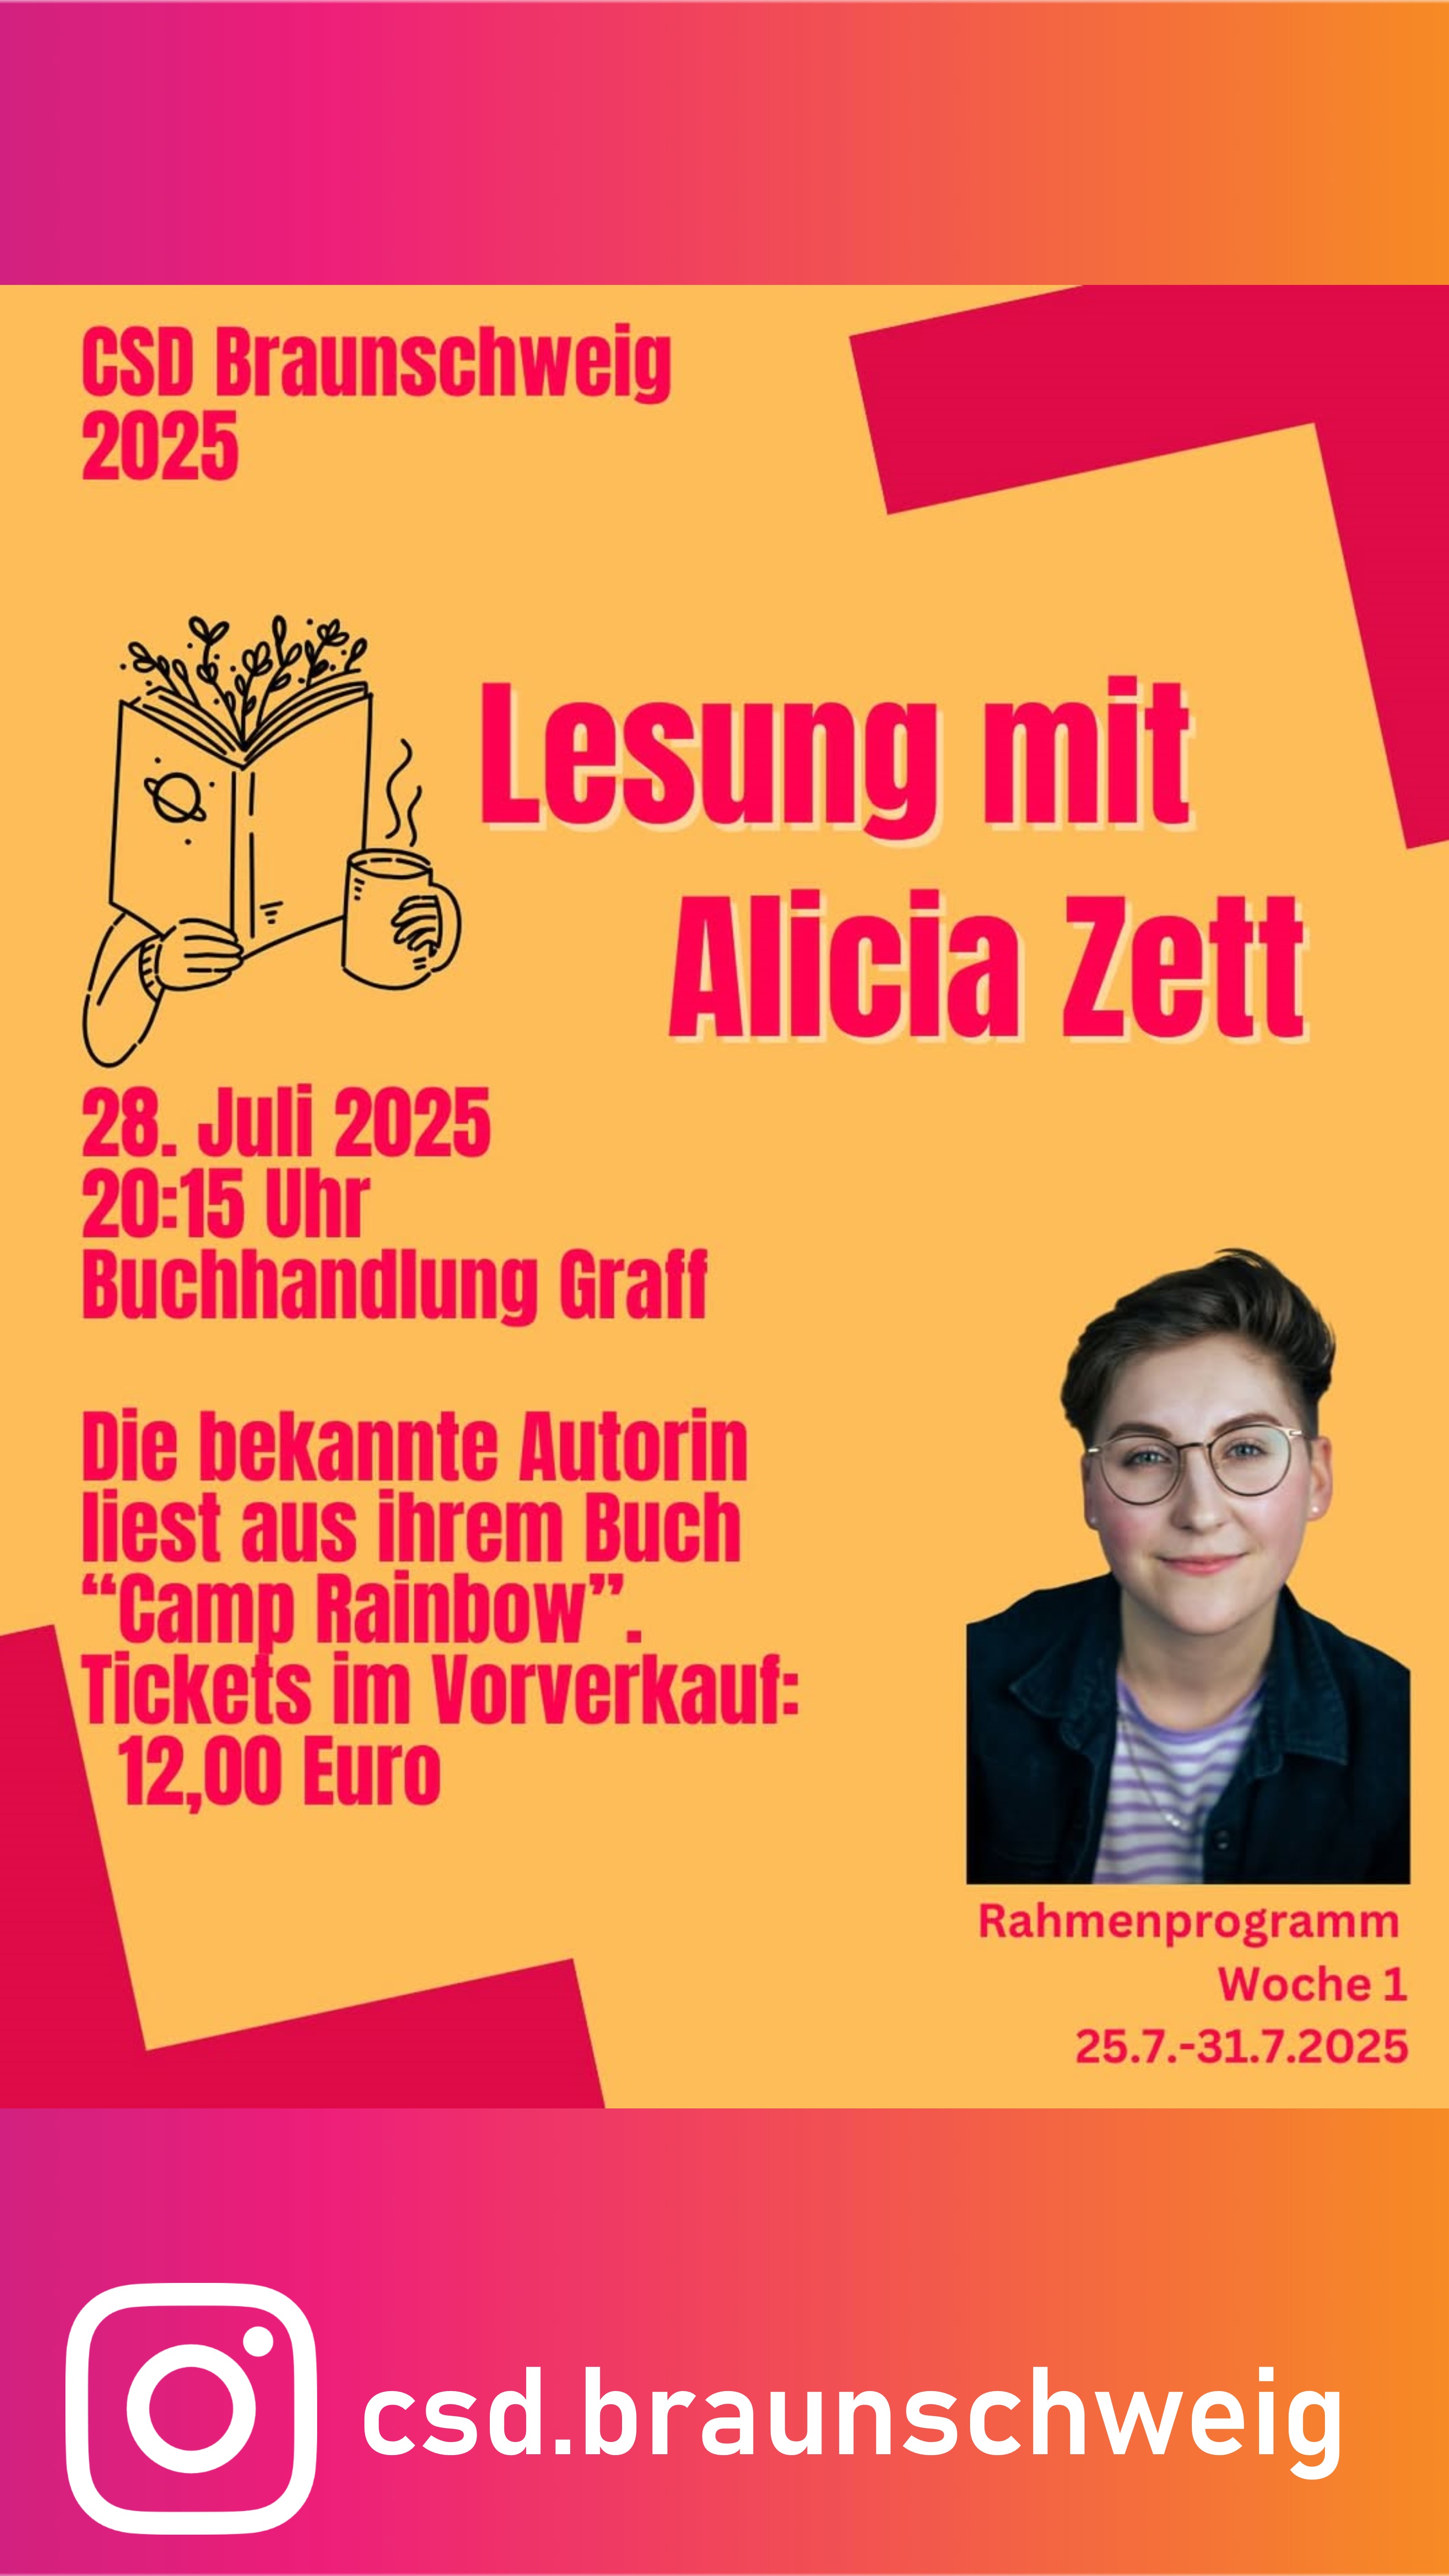 CSD Braunschweig
2025
Lesung mit
Alicia Zett
28. Juli 2025
20:15 Uhr
Buchhandlung Graff
Die bekannte Autorin
liest aus ihrem Buch
“Camp Rainbow” .
Tickets im Vorverkauf:
12,00 Euro
Rahmenprogramm
Woche 1
25.7.-31.7.2025
csd.braunschweig